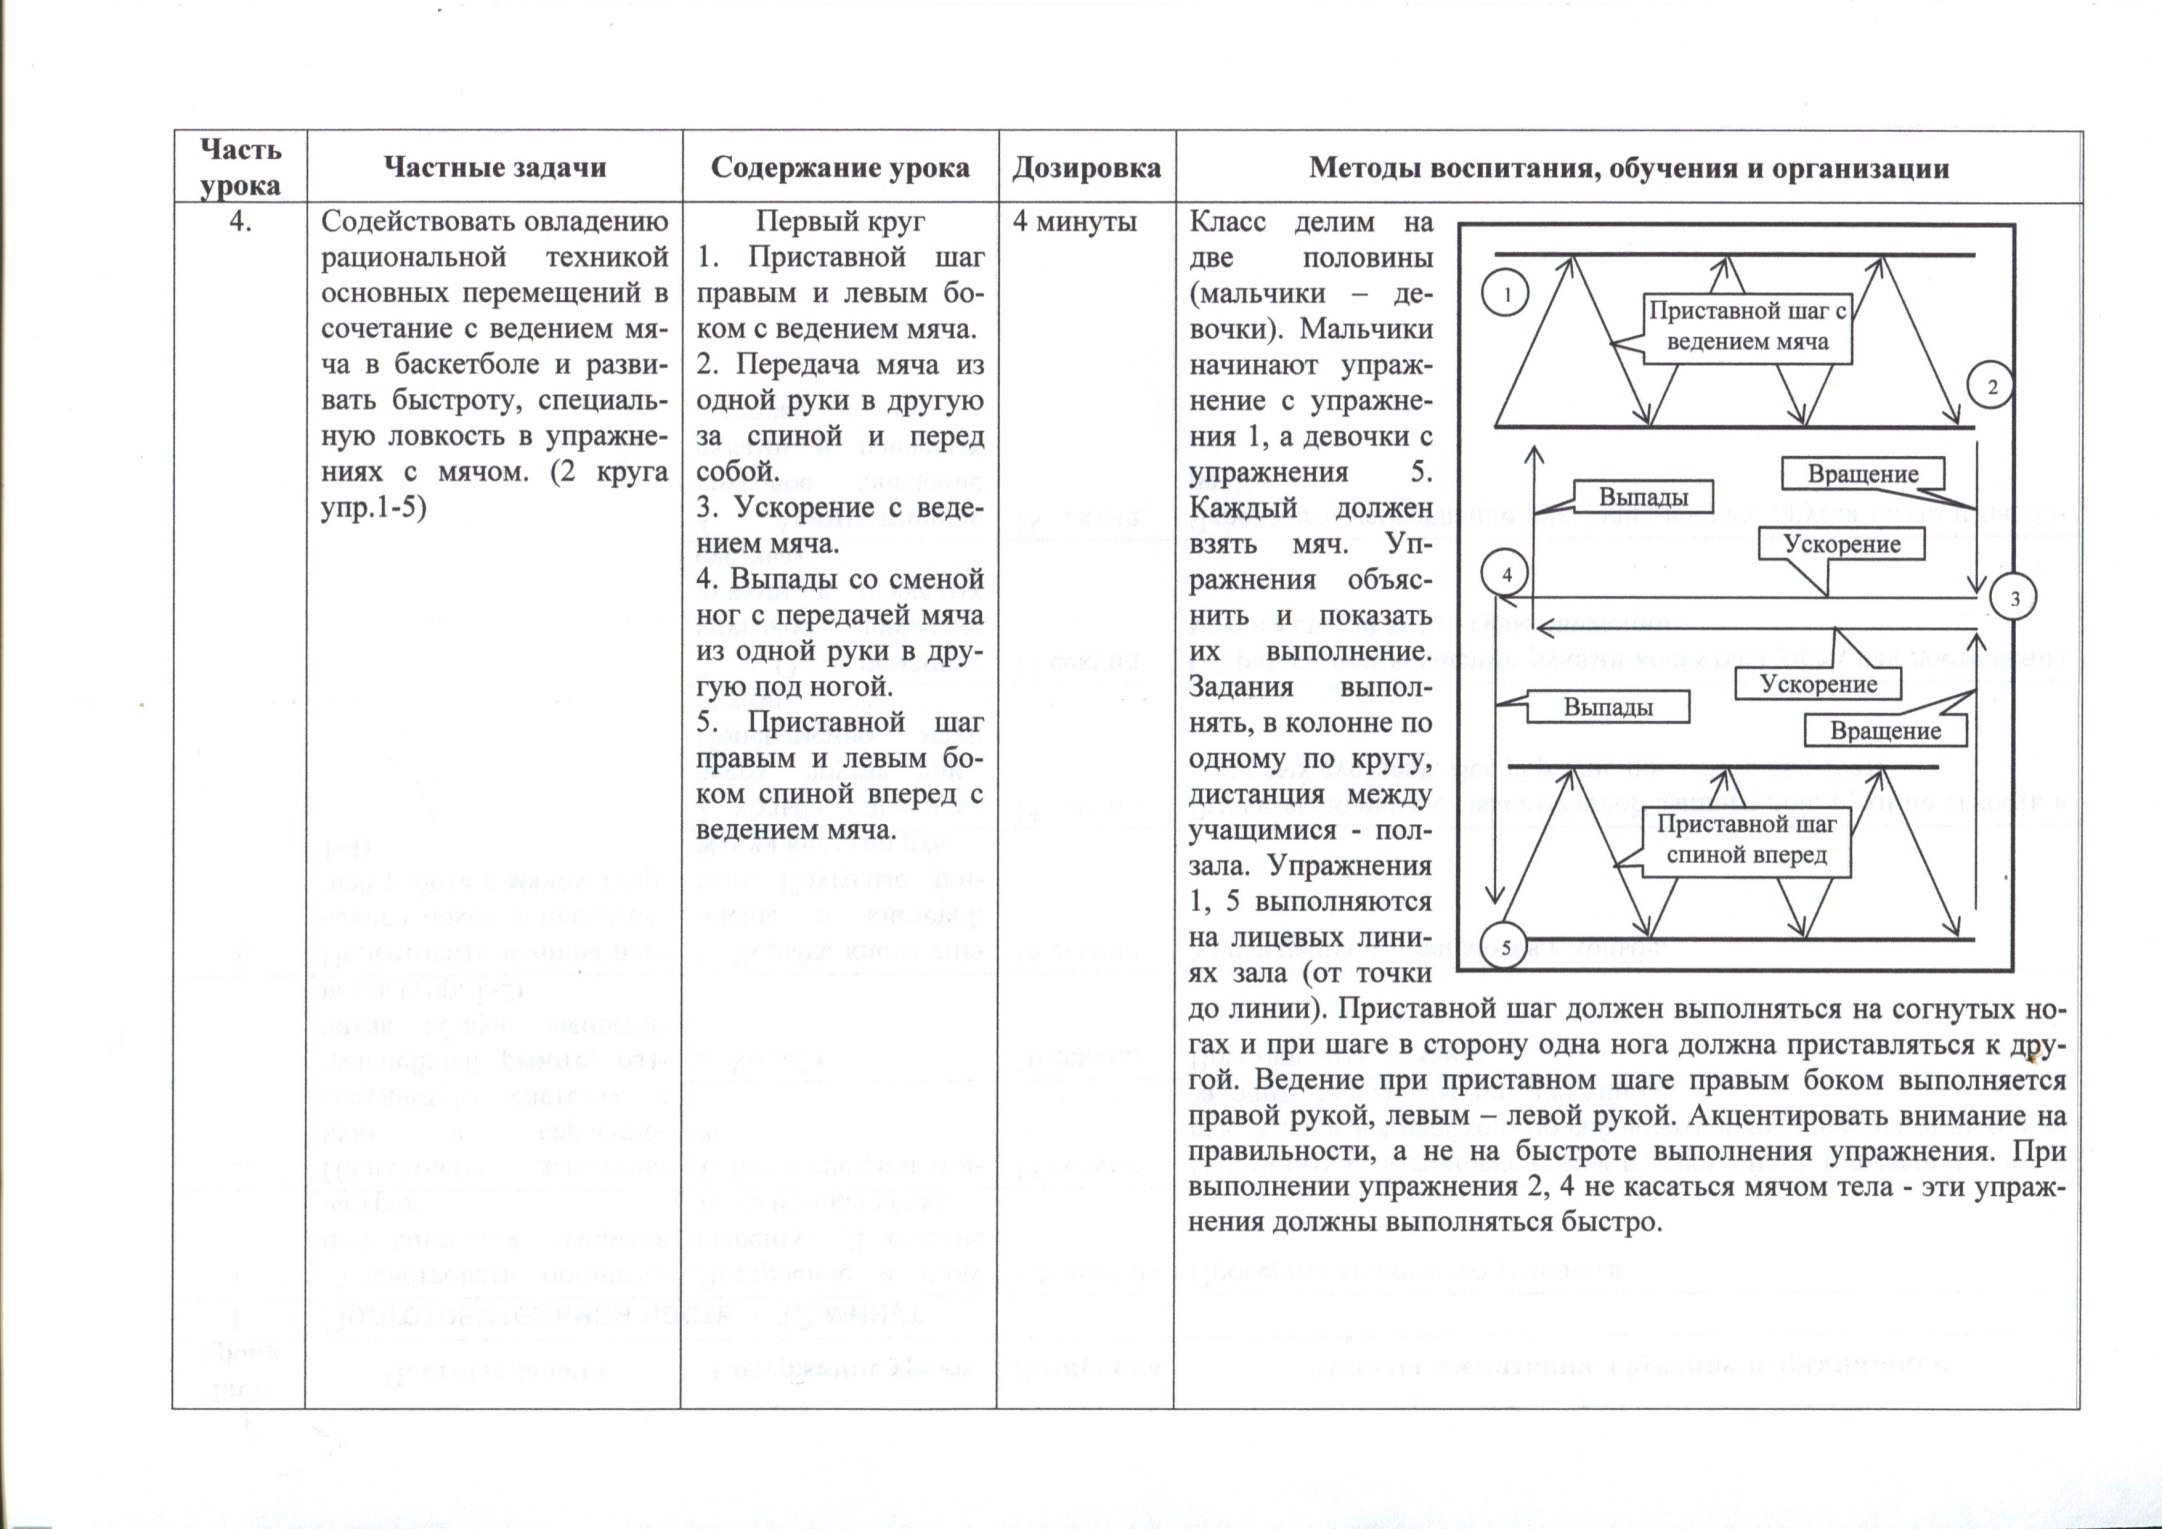 Часть
урока
Частные задачи
Содержание урока
Дозировка
Методы воспитания, обучения и организации
4.
Содействовать овладению
рациональной техникой
основных перемещений в
сочетание с ведением мя-
ча в баскетболе и разви-
вать быстроту, специаль-
ную ловкость в упражне-
ниях с мячом. (2 круга
упр.1-5)
Первый круг
1. Приставной шаг
правым и левым бо-
ком с ведением мяча.
2. Передача мяча из
одной руки в другую
за спиной и перед
собой.
3. Ускорение с веде-
нием мяча.
4. Выпады со сменой
ног с передачей мяча
из одной руки в дру-
гую под ногой.
5. Приставной шаг
правым и левым бо-
ком спиной вперед с
ведением мяча.
4 минуты
Класс делим на
две половины
(мальчики – де-
вочки). Мальчики
начинают упраж-
нение с упражне-
ния 1, а девочки с
упражнения 5.
Каждый должен
взять мяч. Уп-
ражнения объяс-
нить и показать
их выполнение.
Задания выпол-
нять, в колонне по
одному по кругу,
дистанция между
учащимися - пол-
зала. Упражнения
1, 5 выполняются
на лицевых лини-
ях зала (от точки
до линии). Приставной шаг должен выполняться на согнутых но-
гах и при шаге в сторону одна нога должна приставляться к дру-
гой. Ведение при приставном шаге правым боком выполняется
правой рукой, левым – левой рукой. Акцентировать внимание на
правильности, а не на быстроте выполнения упражнения. При
выполнении упражнения 2, 4 не касаться мячом тела - эти упраж-
нения должны выполняться быстро.
1
Приставной шаг с
ведением мяча
2
Вращение
Выпады
Ускорение
4
3
Ускорение
Выпады
Вращение
Приставной шаг
спиной вперед
5